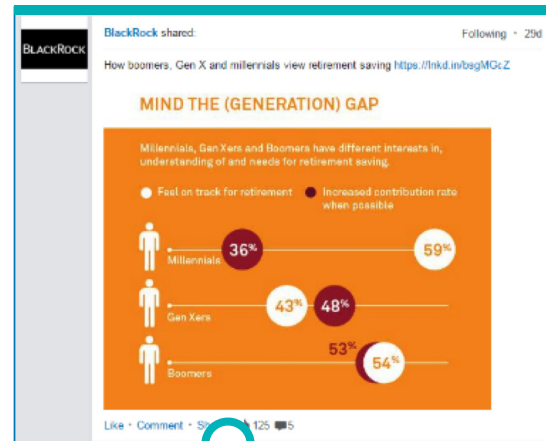 BLACKROCK
BlackRock shared:
Following · 29d
How boomers, Gen X and millennials view retirement saving https://lnkd.in/bsgMGcZ
MIND THE (GENERATION) GAP
Millennials, Gen Xers and Boomers have different interests in,
understanding of and needs for retirement saving.
Feel on track for retirement
Increased contribution rate
when possible
36%
59%
Millennials
43%
48%
Gen Xers
53%
54%
Boomers
Like · Comment · 125 5